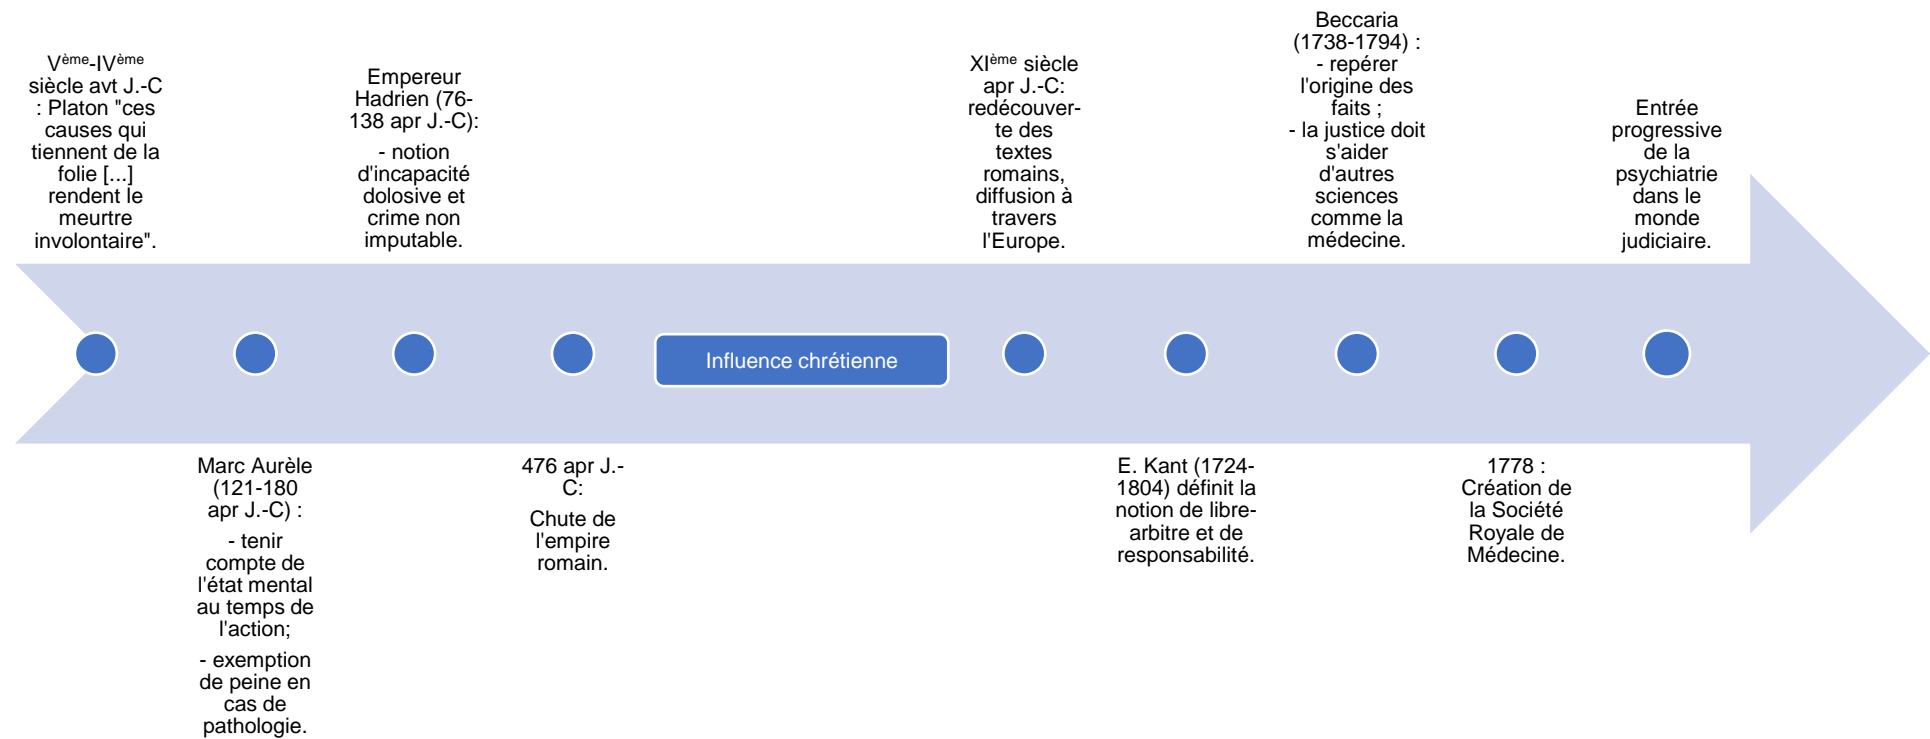 Vème-IVème
siècle avt J.-C
: Platon "ces
causes qui
tiennent de la
folie [...]
rendent le
meurtre
involontaire".
Marc Aurèle
(121-180
apr J.-C) :
- tenir
compte de
l'état mental
au temps de
l'action;
- exemption
de peine en
cas de
pathologie.
Empereur
Hadrien (76-
138 apr J.-C):
- notion
d'incapacité
dolosive et
crime non
imputable.
476 apr J.-
C:
Chute de
l'empire
romain.
Influence chrétienne
XIème siècle
apr J.-C:
redécouver-
te des
textes
romains,
diffusion à
travers
l'Europe.
E. Kant (1724-
1804) définit la
notion de libre-
arbitre et de
responsabilité.
Beccaria
(1738-1794) :
- repérer
l'origine des
faits ;
- la justice doit
s'aider
d'autres
sciences
comme la
médecine.
1778 :
Création de
la Société
Royale de
Médecine.
Entrée
progressive
de la
psychiatrie
dans le
monde
judiciaire.